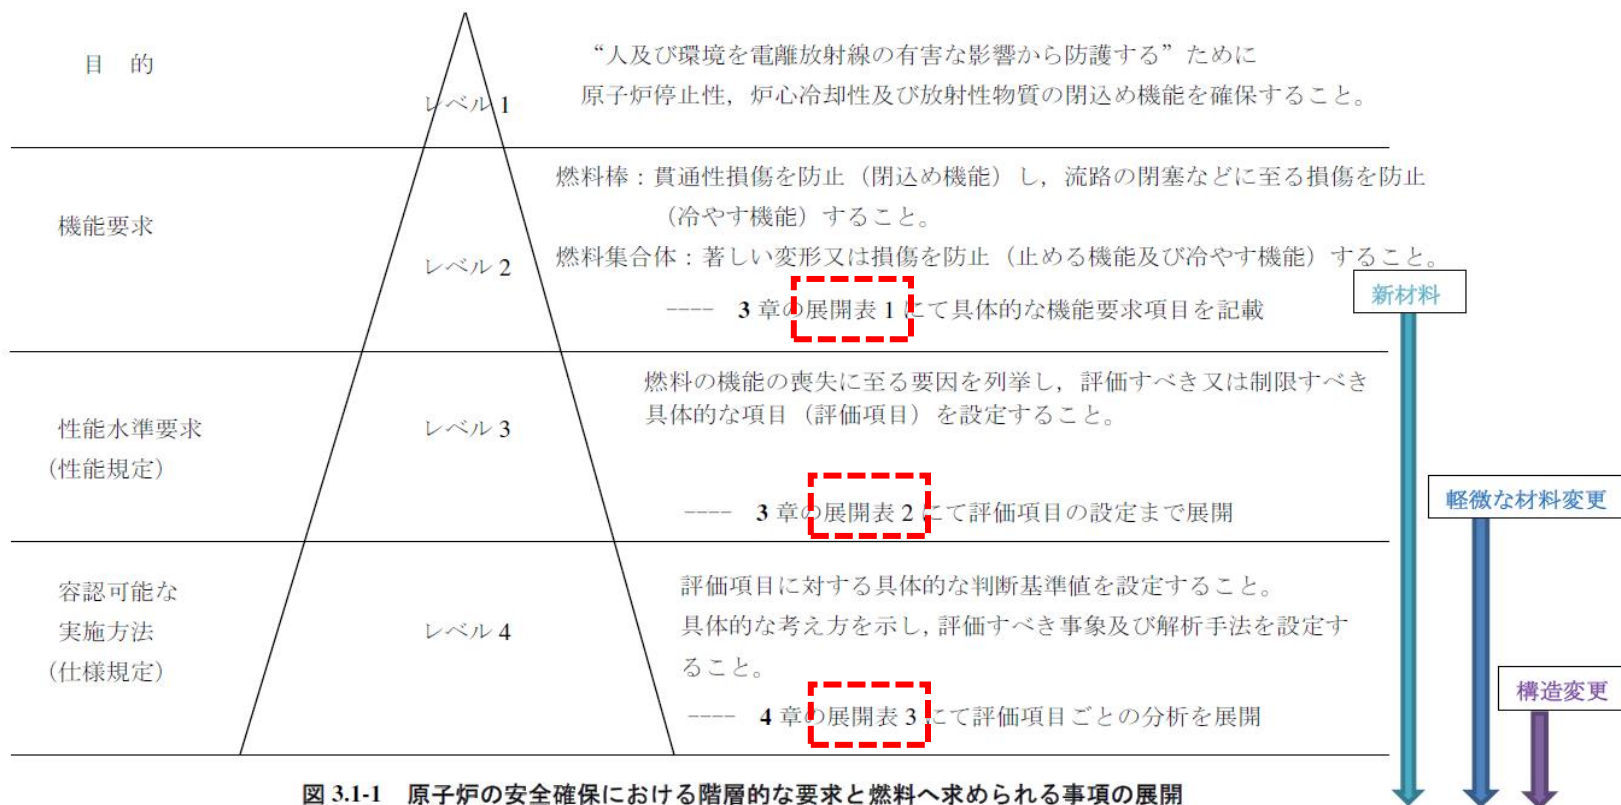 目　的
レベル 1
“人及び環境を電離放射線の有害な影響から防護する”ために
原子炉停止性，炉心冷却性及び放射性物質の閉込め機能を確保すること。
機能要求
レベル 2
燃料棒：貫通性損傷を防止（閉込め機能）し，流路の閉塞などに至る損傷を防止
（冷やす機能）すること。
燃料集合体：著しい変形又は損傷を防止（止める機能及び冷やす機能）すること。
---- 3 章の展開表 1 にて具体的な機能要求項目を記載
新材料
性能水準要求
（性能規定）
レベル 3
燃料の機能の喪失に至る要因を列挙し，評価すべき又は制限すべき
具体的な項目（評価項目）を設定すること。
---- 3 章の展開表 2 にて評価項目の設定まで展開
軽微な材料変更
容認可能な
実施方法
（仕様規定）
レベル 4
評価項目に対する具体的な判断基準値を設定すること。
具体的な考え方を示し，評価すべき事象及び解析手法を設定す
ること。
---- 4 章の展開表 3 にて評価項目ごとの分析を展開
構造変更
図 3.1-1　原子炉の安全確保における階層的な要求と燃料へ求められる事項の展開